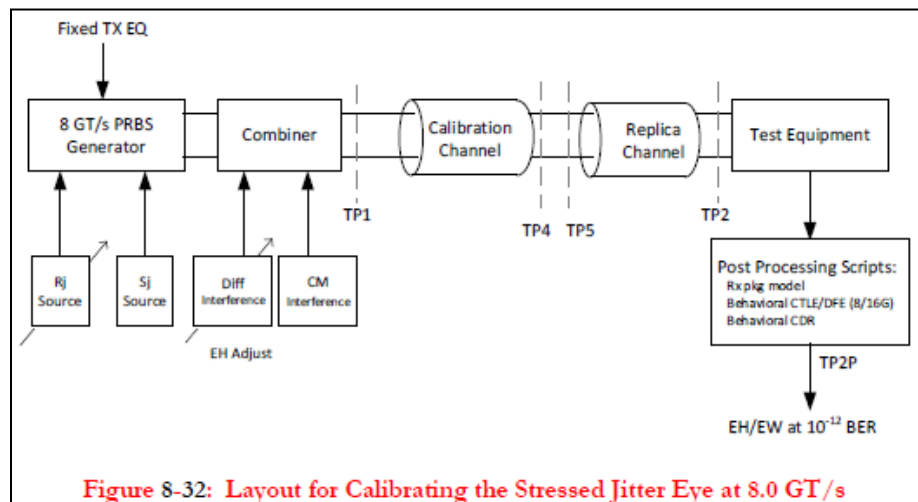 Fixed TX EQ
8 GT/s PRBS
Generator
Combiner
Calibration
Channel
Replica
Channel
Test Equipment
TP1
TP4
TP5
TP2
Rj
Source
Sj
Source
Diff
Interference
CM
Interference
EH Adjust
Post Processing Scripts:
Rx pkg model
Behavioral CTLE/DFE (8/16G)
Behavioral CDR
TP2P
EH/EW at 10⁻¹² BER
Figure 8-32: Layout for Calibrating the Stressed Jitter Eye at 8.0 GT/s